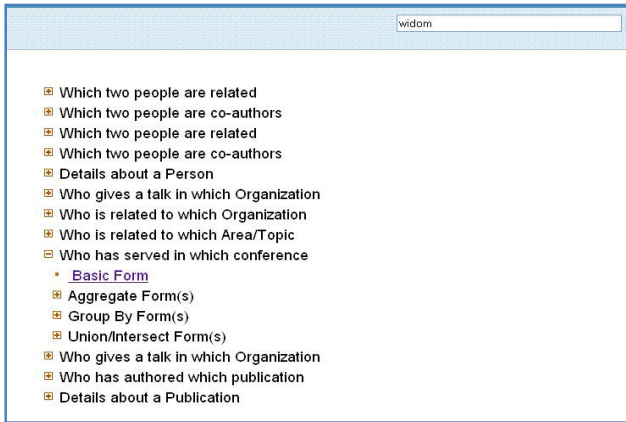 widom
Which two people are related
Which two people are co-authors
Which two people are related
Which two people are co-authors
Details about a Person
Who gives a talk in which Organization
Who is related to which Organization
Who is related to which Area/Topic
Who has served in which conference
Basic Form
Aggregate Form(s)
Group By Form(s)
Union/Intersect Form(s)
Who gives a talk in which Organization
Who has authored which publication
Details about a Publication